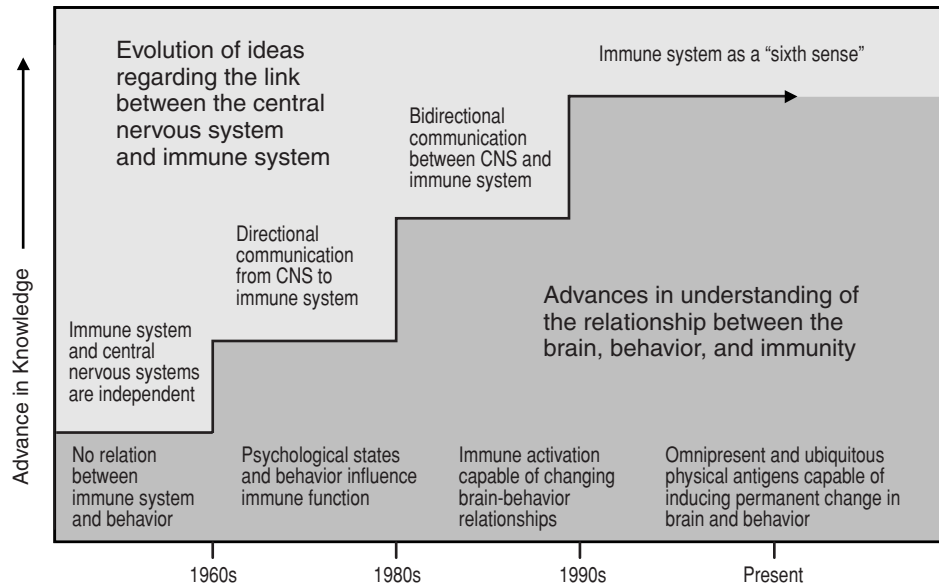 Advance in Knowledge
Evolution of ideas
regarding the link
between the central
nervous system
and immune system
Immune system as a “sixth sense”
Bidirectional
communication
between CNS and
immune system
Directional
communication
from CNS to
immune system
Immune system
and central
nervous systems
are independent
Advances in understanding of
the relationship between the
brain, behavior, and immunity
No relation
between
immune system
and behavior
Psychological states
and behavior influence
immune function
Immune activation
capable of changing
brain-behavior
relationships
Omnipresent and ubiquitous
physical antigens capable of
inducing permanent change in
brain and behavior
1960s
1980s
1990s
Present